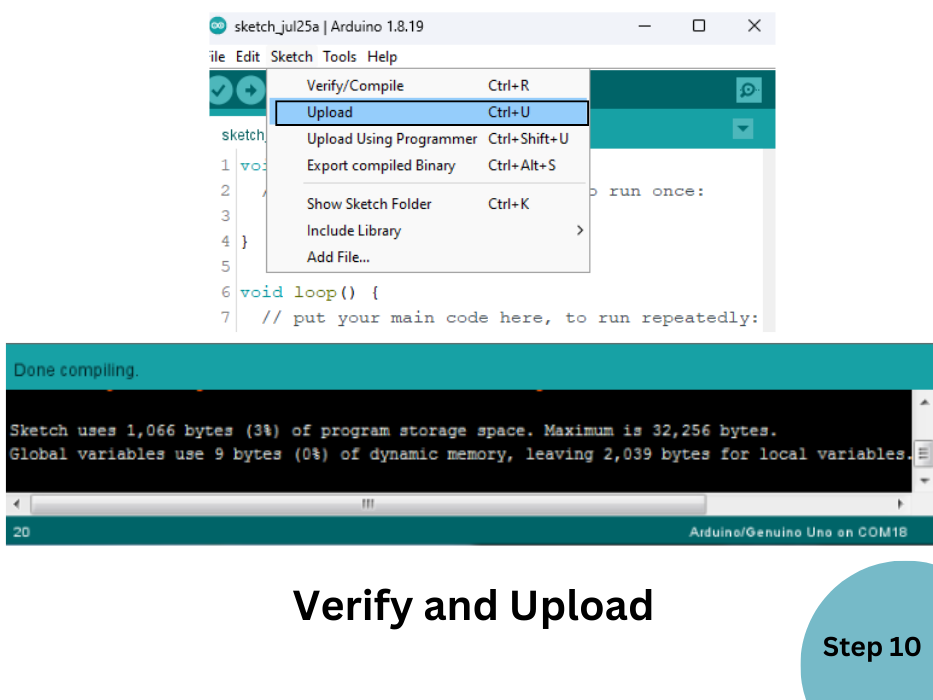 sketch_jul25a | Arduino 1.8.19
ile Edit Sketch Tools Help
Verify/Compile Ctrl+R
Upload Ctrl+U
Upload Using Programmer Ctrl+Shift+U
Export compiled Binary Ctrl+Alt+S
Show Sketch Folder Ctrl+K
Include Library
Add File...
sketch_
1 voi
2 / o run once:
3
4 }
5
6 void loop() {
7 // put your main code here, to run repeatedly:
Done compiling.
Sketch uses 1,066 bytes (3%) of program storage space. Maximum is 32,256 bytes.
Global variables use 9 bytes (0%) of dynamic memory, leaving 2,039 bytes for local variables.
20 Arduino/Genuino Uno on COM18
Verify and Upload
Step 10